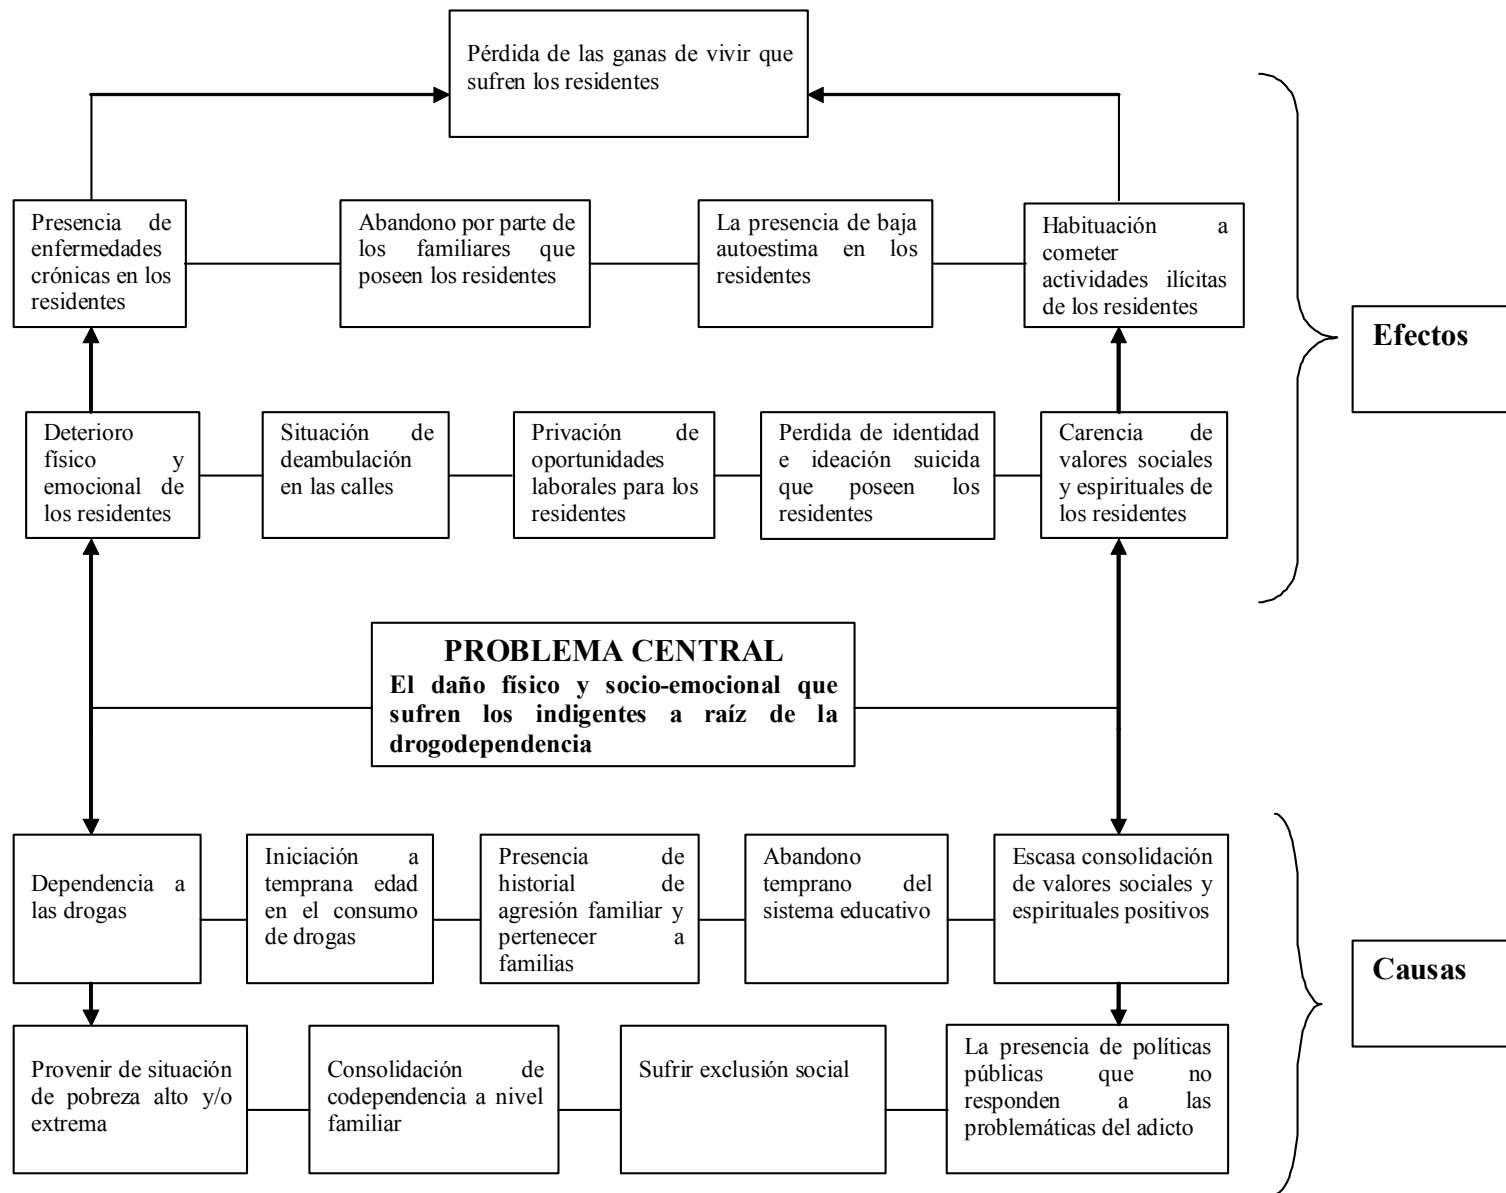 Pérdida de las ganas de vivir que
sufren los residentes
Presencia de
enfermedades
crónicas en los
residentes
Abandono por parte de
los familiares que
poseen los residentes
La presencia de baja
autoestima en los
residentes
Habituación a
cometer
actividades ilícitas
de los residentes
Efectos
Deterioro
físico y
emocional de
los residentes
Situación de
deambulación
en las calles
Privación de
oportunidades
laborales para los
residentes
Perdida de identidad
e ideación suicida
que poseen los
residentes
Carencia de
valores sociales
y espirituales de
los residentes
PROBLEMA CENTRAL
El daño físico y socio-emocional que
sufren los indigentes a raíz de la
drogodependencia
Dependencia a
las drogas
Iniciación a
temprana edad
en el consumo
de drogas
Presencia de
historial de
agresión familiar y
pertenecer a
familias
Abandono
temprano del
sistema educativo
Escasa consolidación
de valores sociales y
espirituales positivos
Causas
Provenir de situación
de pobreza alto y/o
extrema
Consolidación de
codependencia a nivel
familiar
Sufrir exclusión social
La presencia de políticas
públicas que no
responden a las
problemáticas del adicto